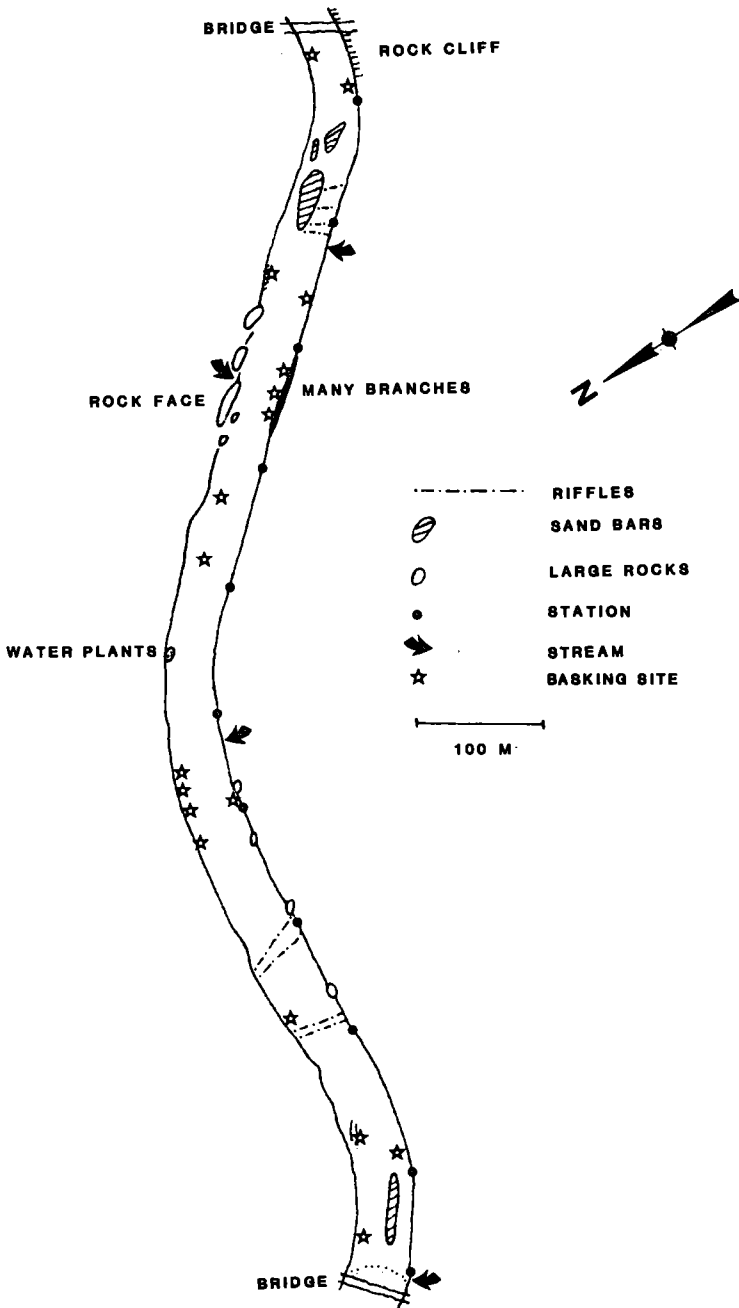 BRIDGE
ROCK CLIFF
N
ROCK FACE
MANY BRANCHES
RIFFLES
SAND BARS
LARGE ROCKS
STATION
WATER PLANTS
STREAM
BASKING SITE
100 M
BRIDGE